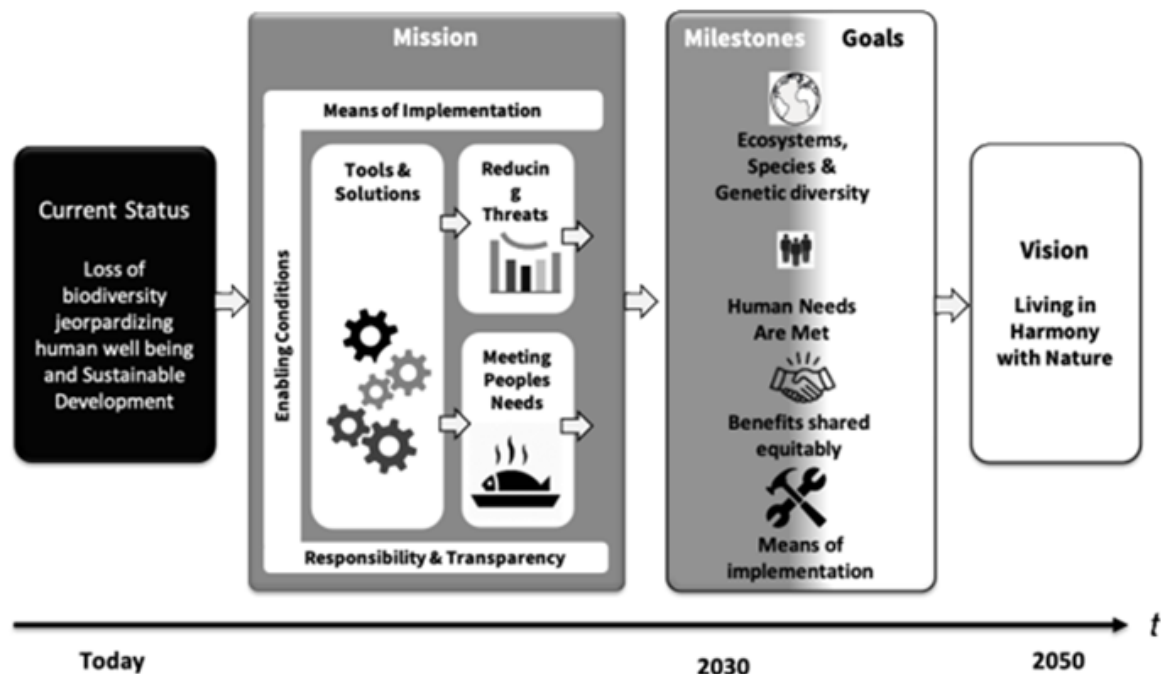 Current Status
Loss of
biodiversity
jeorpardizing
human well being
and Sustainable
Development
Mission
Means of Implementation
Enabling Conditions
Tools &
Solutions
Reducin
g
Threats
Meeting
Peoples
Needs
Responsibility & Transparency
Milestones Goals
Ecosystems,
Species &
Genetic diversity
Human Needs
Are Met
Benefits shared
equitably
Means of
implementation
Vision
Living in
Harmony
with Nature
t
Today
2030
2050